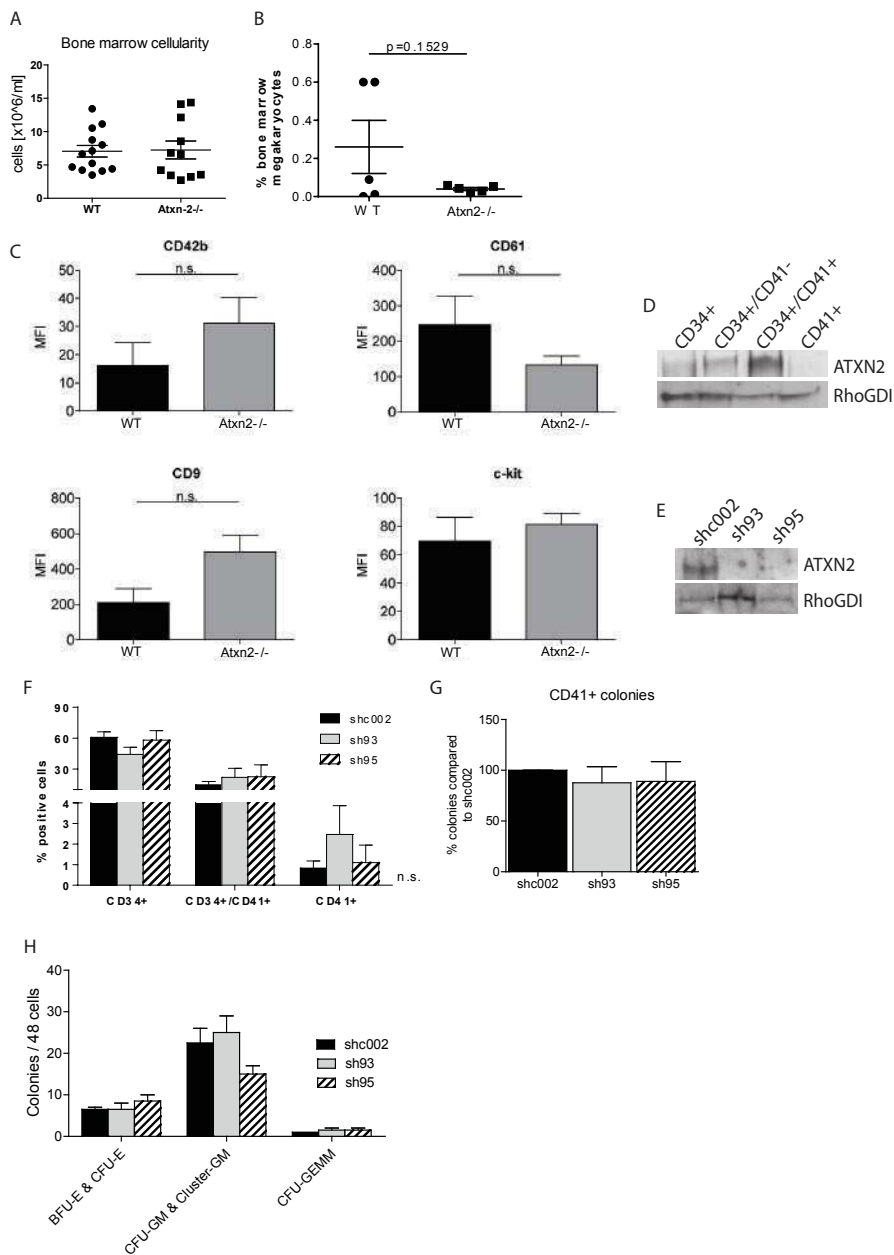 A
Bone marrow cellularity
cells [x10^6/ml]
20
15
10
5
0
WT
Atxn-2-/-
B
p=0.1529
% bone marrow
megakaryocytes
0.8
0.6
0.4
0.2
0.0
W T
Atxn2-/-
C
CD42b
n.s.
MFI
50
40
30
20
10
0
WT
Atxn2-/-
CD61
n.s.
MFI
400
300
200
100
0
WT
Atxn2-/-
CD9
n.s.
MFI
800
600
400
200
0
WT
Atxn2-/-
c-kit
MFI
100
80
60
40
20
0
WT
Atxn2-/-
D
CD34+
CD34+/CD41-
CD34+/CD41+
CD41+
ATXN2
RhoGDI
E
shc002
sh93
sh95
ATXN2
RhoGDI
F
% positive cells
90
60
30
4
3
2
1
0
shc002
sh93
sh95
C D3 4+
C D3 4+/C D4 1+
C D4 1+
n.s.
G
CD41+ colonies
% colonies compared
to shc002
150
100
50
0
shc002
sh93
sh95
H
Colonies / 48 cells
40
30
20
10
0
shc002
sh93
sh95
BFU-E & CFU-E
CFU-GM & Cluster-GM
CFU-GEMM